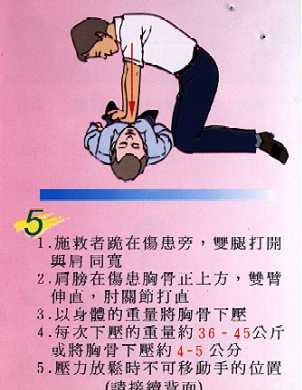 5
1.施救者跪在傷患旁，雙腿打開
與肩同寬
2.肩膀在傷患胸骨正上方，雙臂
伸直，肘關節打直
3.以身體的重量將胸骨下壓
4.每次下壓的重量約36-45公斤
或將胸骨下壓約4-5公分
5.壓力放鬆時不可移動手的位置
(請接續背面)